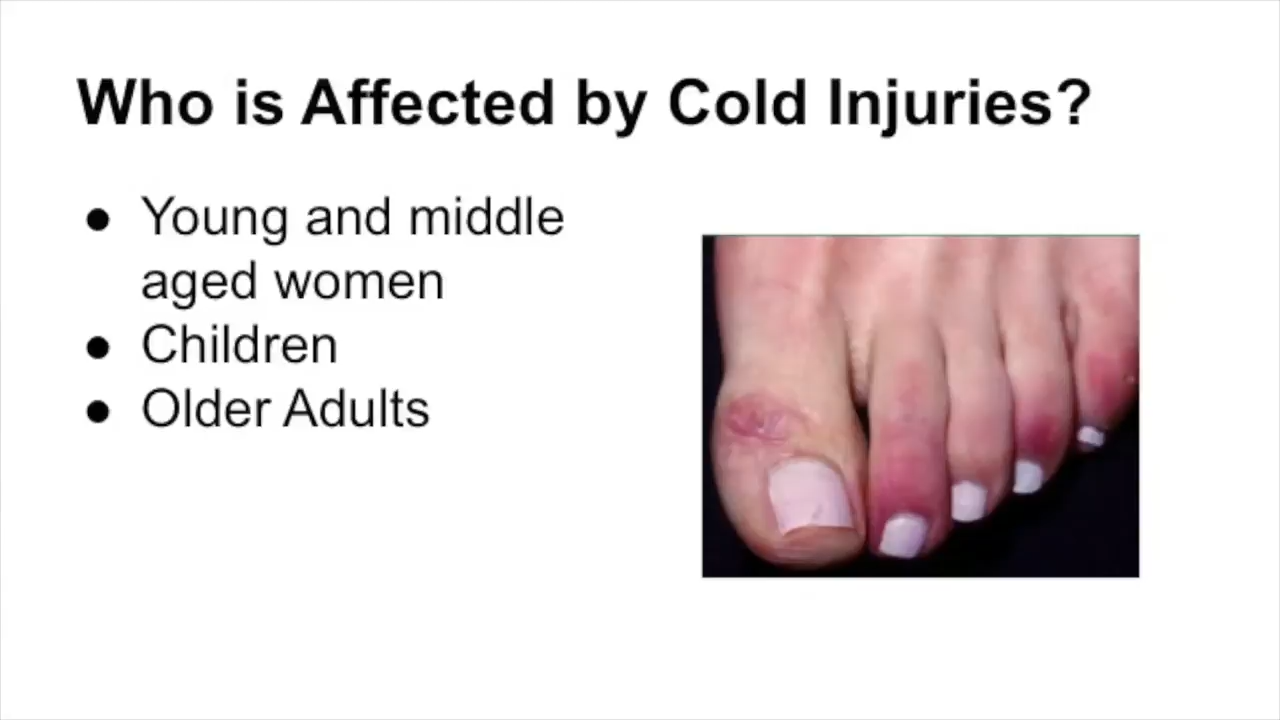 Who is Affected by Cold Injuries?
● Young and middle
aged women
● Children
● Older Adults